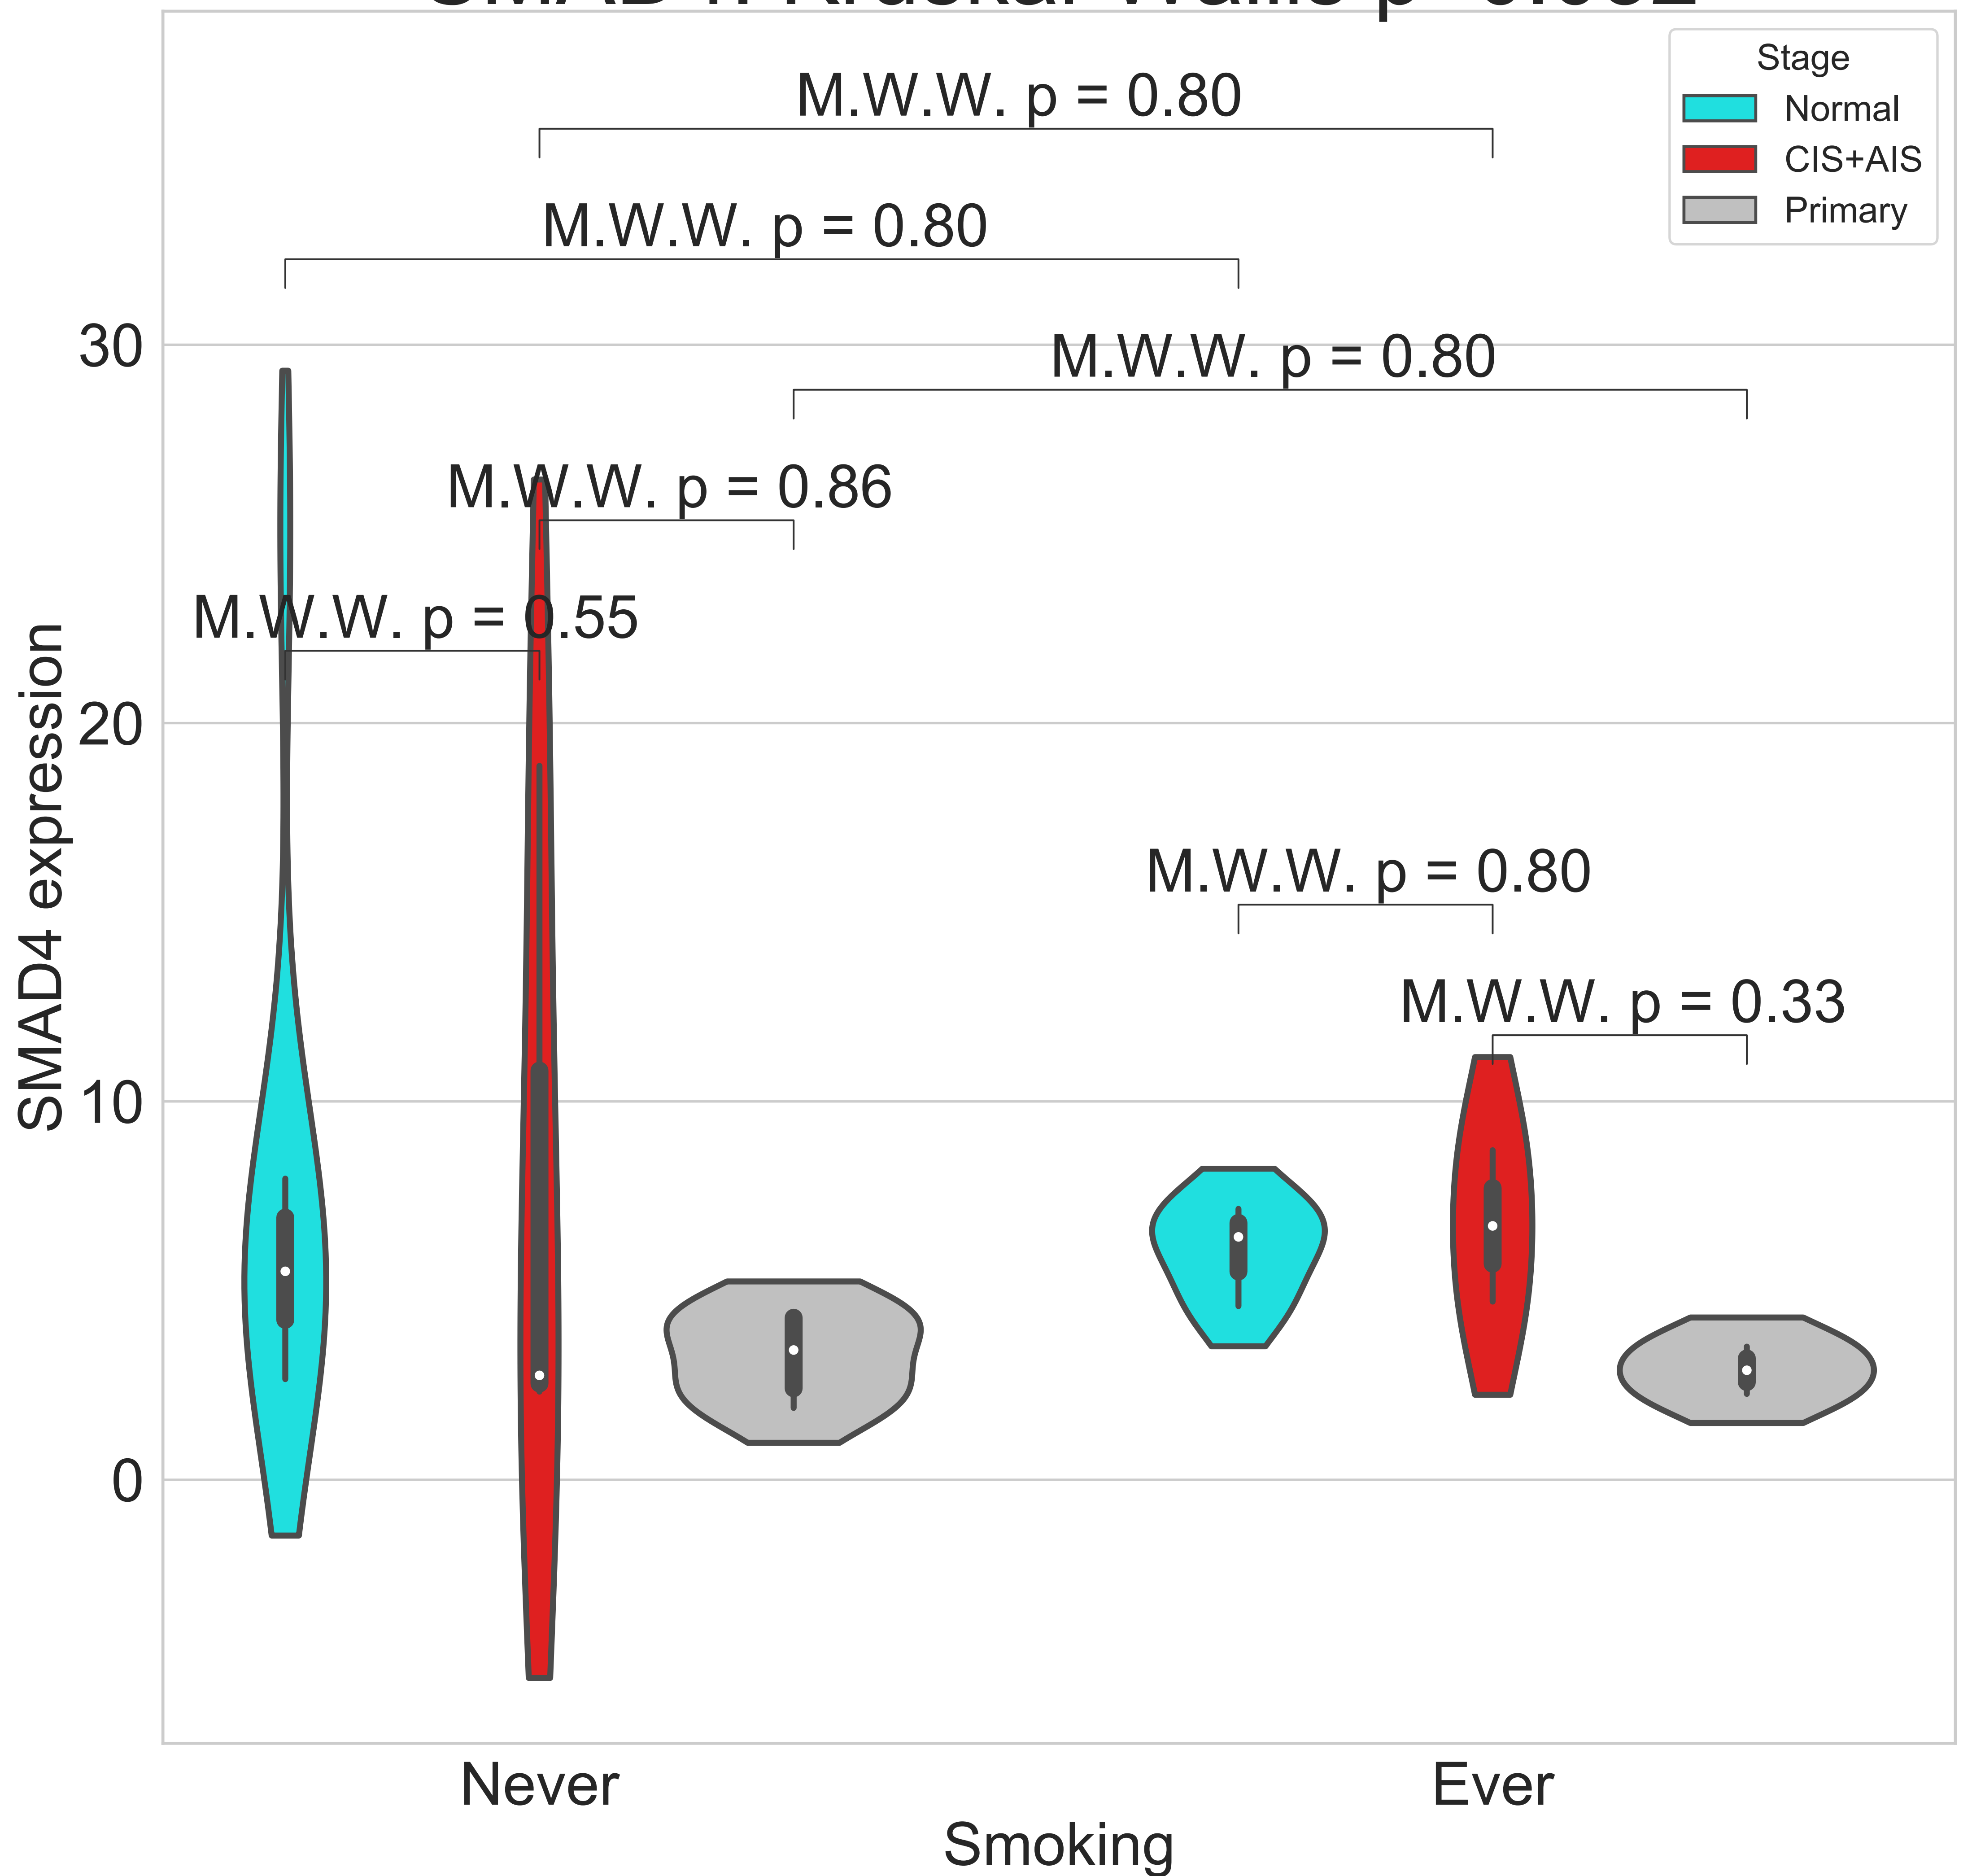 Stage
Normal
CIS+AIS
Primary
M.W.W. p = 0.80
M.W.W. p = 0.80
30
M.W.W. p = 0.80
M.W.W. p = 0.86
M.W.W. p = 0.55
20
SMAD4 expression
M.W.W. p = 0.80
M.W.W. p = 0.33
10
0
Never
Ever
Smoking